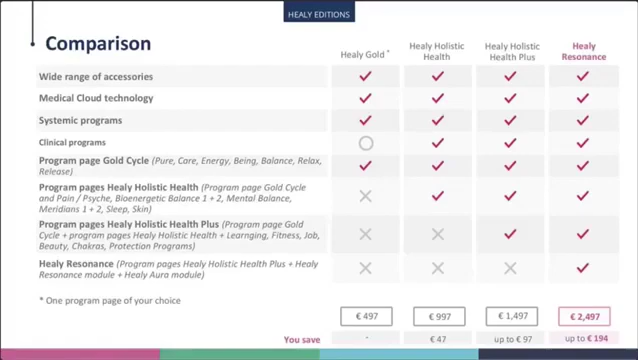 HEALY EDITIONS
Comparison
Healy Gold *
Healy Holistic
Health
Healy Holistic
Health Plus
Healy
Resonance
Wide range of accessories
Medical Cloud technology
Systemic programs
Clinical programs
Program page Gold Cycle (Pure, Care, Energy, Being, Balance, Relax,
Release)
Program pages Healy Holistic Health (Program page Gold Cycle
and Pain / Psyche, Bioenergetic Balance 1 + 2, Mental Balance,
Meridians 1 + 2, Sleep, Skin)
Program pages Healy Holistic Health Plus (Program page Gold
Cycle + program pages Healy Holistic Health + Learnging, Fitness, Job,
Beauty, Chakras, Protection Programs)
Healy Resonance (Program pages Healy Holistic Health Plus + Healy
Resonance module + Healy Aura module)
* One program page of your choice
€ 497
€ 997
€ 1,497
€ 2,497
You save
-
€ 47
up to € 97
up to € 194